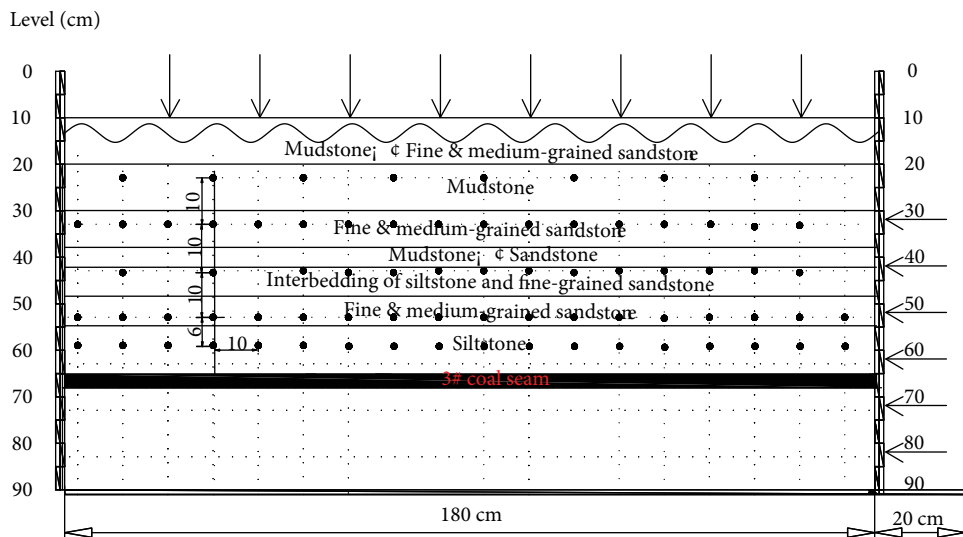 Level (cm)
0 0
10 10
Mudstone¡ ¢ Fine & medium-grained sandstone
20 20
Mudstone
10
30 30
Fine & medium-grained sandstone
10
Mudstone¡ ¢ Sandstone
40 40
Interbedding of siltstone and fine-grained sandstone
10
50 50
Fine & medium-grained sandstone
6
10
Siltstone
60 60
3# coal seam
70 70
80 80
90 90
180 cm
20 cm